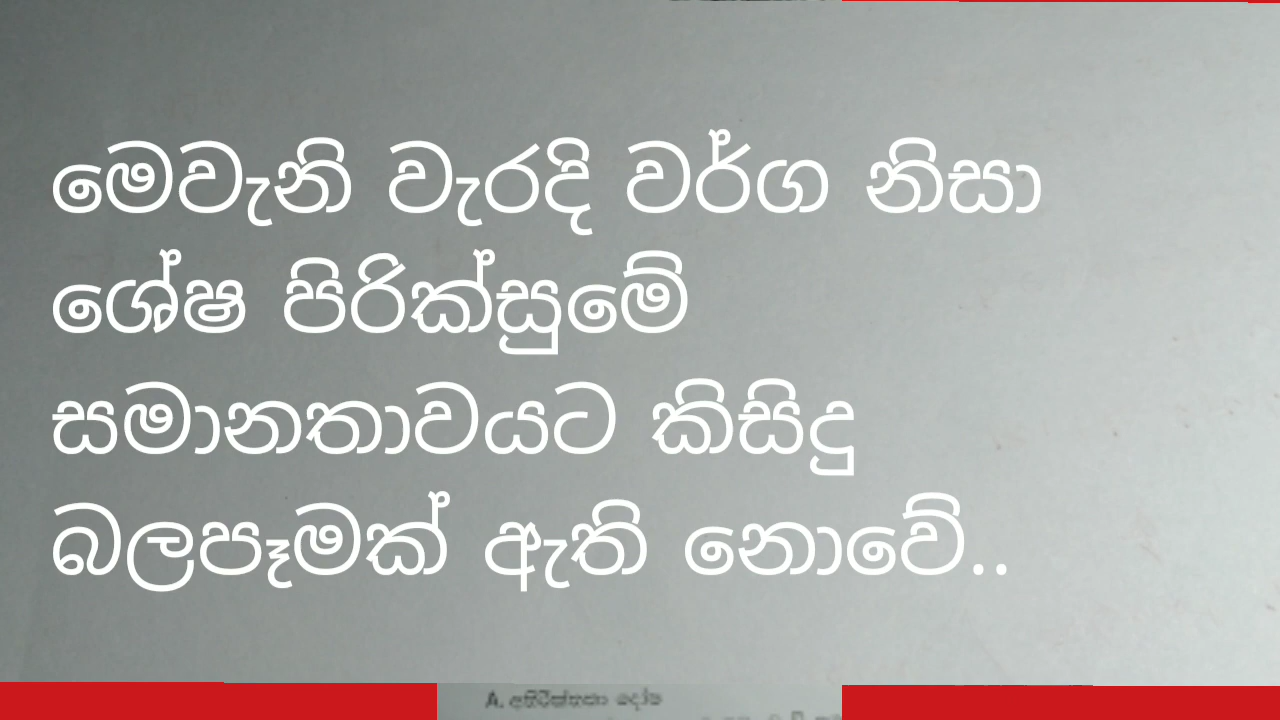 මෙවැනි වැරදි වර්ග නිසා
ශේෂ පිරික්සුමේ
සමානතාවයට කිසිදු
බලපෑමක් ඇති නොවේ..
A.